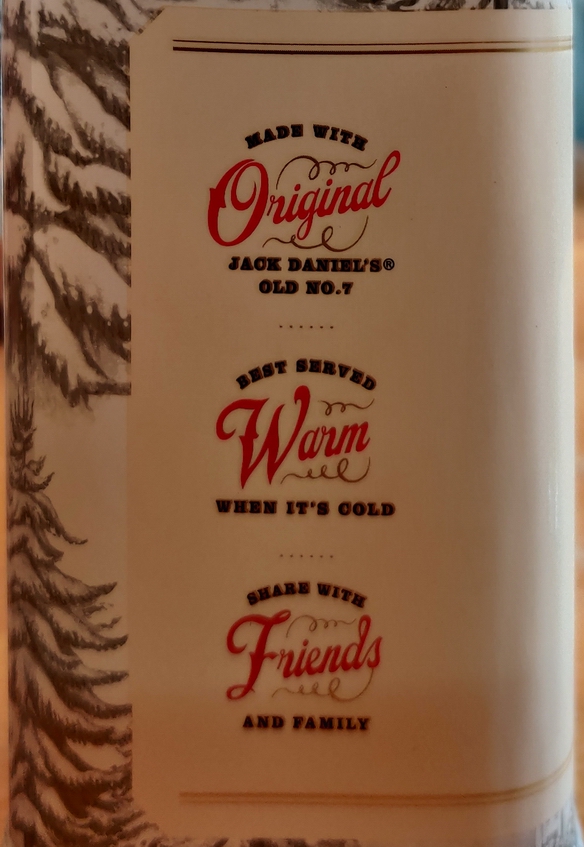 MADE WITH
Original
JACK DANIEL'S®
OLD NO.7
BEST SERVED
Warm
WHEN IT'S COLD
SHARE WITH
Friends
AND FAMILY